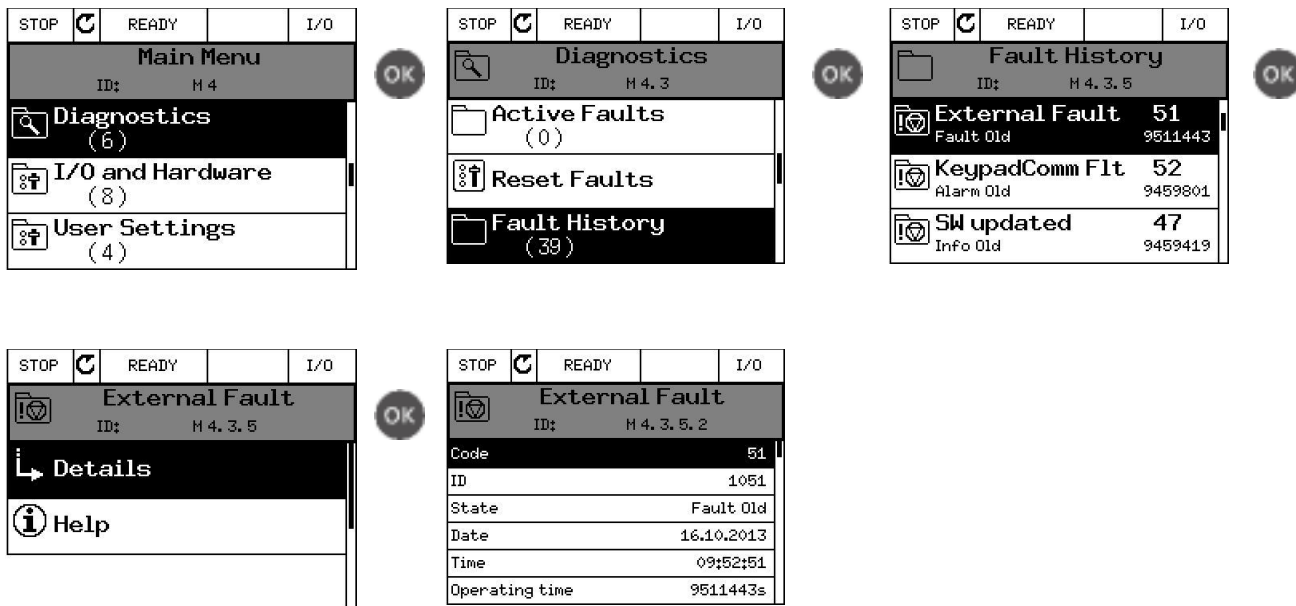 STOP READY I/O
Main Menu
ID: M4
Diagnostics
(6)
I/O and Hardware
(8)
User Settings
(4)
OK
STOP READY I/O
Diagnostics
ID: M4.3
Active Faults
(0)
Reset Faults
Fault History
(39)
OK
STOP READY I/O
Fault History
ID: M4.3.5
External Fault 51
Fault Old 9511443
KeypadComm Flt 52
Alarm Old 9459801
SW updated 47
Info Old 9459419
OK
STOP READY I/O
External Fault
ID: M4.3.5
Details
Help
OK
STOP READY I/O
External Fault
ID: M4.3.5.2
Code 51
ID 1051
State Fault Old
Date 16.10.2013
Time 09:52:51
Operating time 9511443s